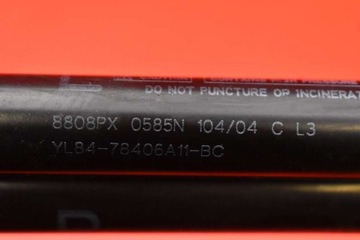 DO NOT PUNCTURE OR INCINERAT
8808PX 0585N 104/04 C L3
YL84-78406A11-BC